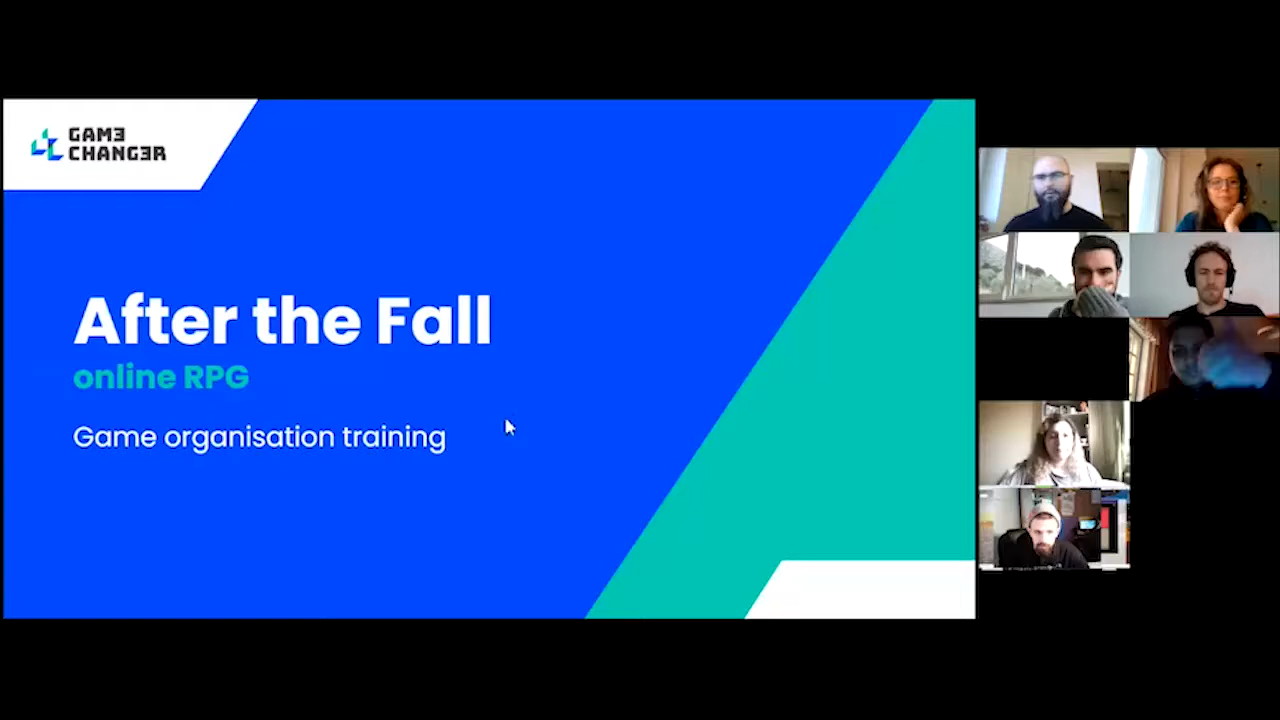 GAM3
CHANG3R
After the Fall
online RPG
Game organisation training